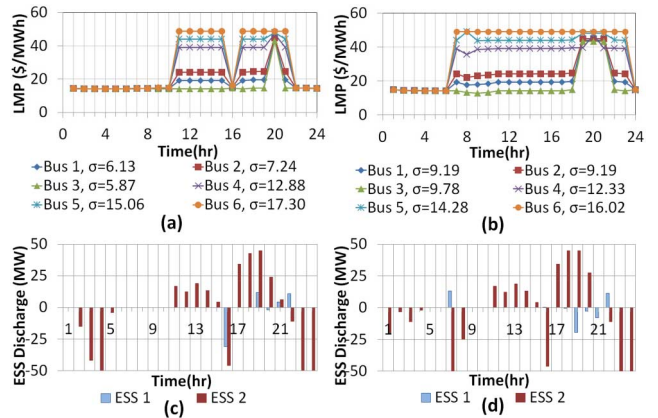 LMP ($/MWh)
60
40
20
0
0 4 8 12 16 20 24
Time(hr)
Bus 1, σ=6.13
Bus 2, σ=7.24
Bus 3, σ=5.87
Bus 4, σ=12.88
Bus 5, σ=15.06
Bus 6, σ=17.30
(a)
LMP ($/MWh)
60
40
20
0
0 4 8 12 16 20 24
Time(hr)
Bus 1, σ=9.19
Bus 2, σ=9.19
Bus 3, σ=9.78
Bus 4, σ=12.33
Bus 5, σ=14.28
Bus 6, σ=16.02
(b)
ESS Discharge (MW)
50
25
0
-25
-50
1 5 9 13 17 21
Time(hr)
ESS 1 ESS 2
(c)
ESS Discharge (MW)
50
25
0
-25
-50
1 5 9 13 17 21
Time(hr)
ESS 1 ESS 2
(d)